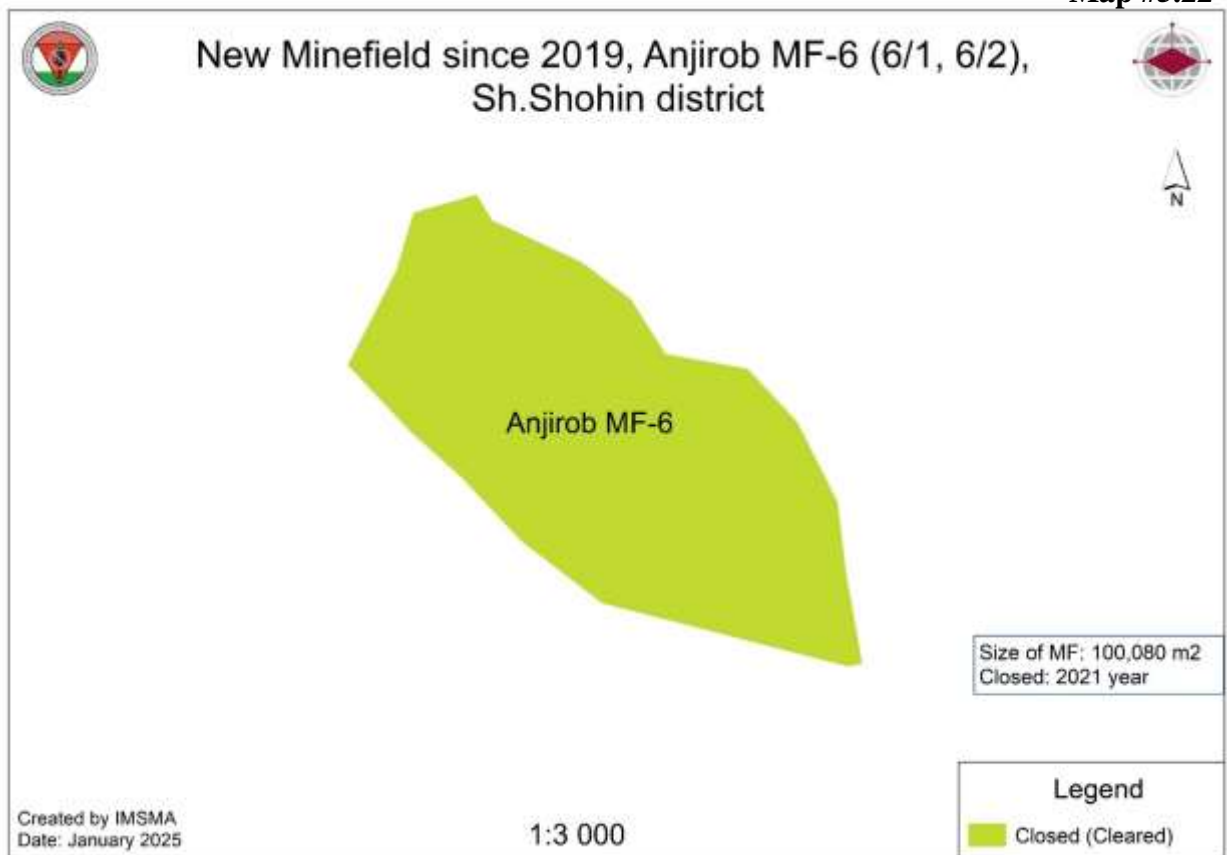 New Minefield since 2019, Anjirob MF-6 (6/1, 6/2),
Sh.Shohin district
N
Anjirob MF-6
Size of MF: 100,080 m2
Closed: 2021 year
Legend
Closed (Cleared)
Created by IMSMA
Date: January 2025
1:3 000